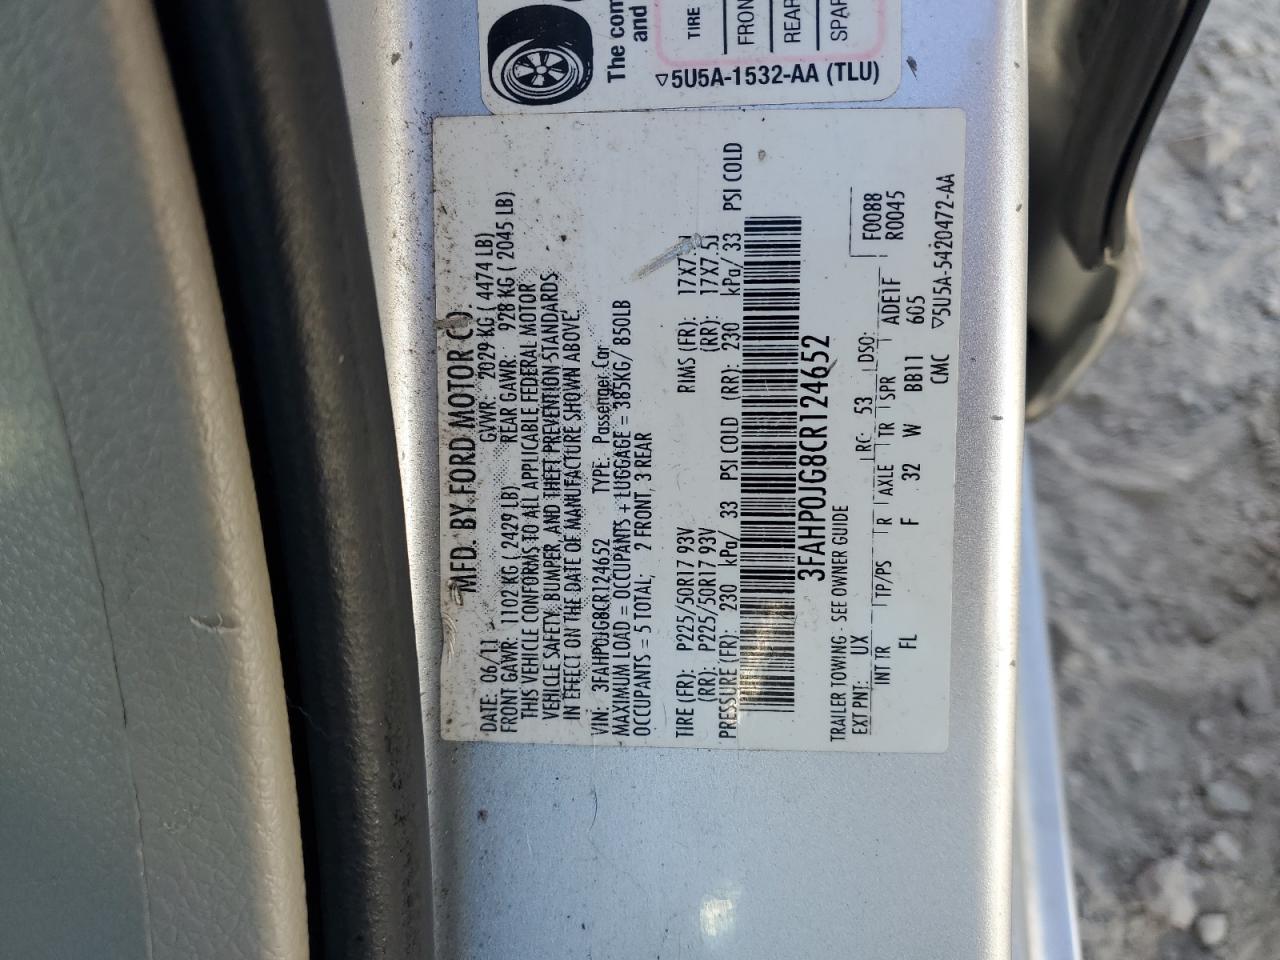 The com
and
TIRE
FRON
REAR
SPAR
5U5A-1532-AA (TLU)
MFD. BY FORD MOTOR CO.
DATE: 06/11 GVWR: 2029 KG ( 4474 LB)
FRONT GAWR: 1102 KG ( 2429 LB) REAR GAWR: 928 KG ( 2045 LB)
THIS VEHICLE CONFORMS TO ALL APPLICABLE FEDERAL MOTOR
VEHICLE SAFETY, BUMPER, AND THEFT PREVENTION STANDARDS
IN EFFECT ON THE DATE OF MANUFACTURE SHOWN ABOVE.
VIN: 3FAHP0JG8CR124652 TYPE: Passenger Car
MAXIMUM LOAD = OCCUPANTS + LUGGAGE = 385KG/ 850LB
OCCUPANTS = 5 TOTAL, 2 FRONT, 3 REAR
TIRE (FR): P225/50R17 93V RIMS (FR): 17X7.5J
(RR): P225/50R17 93V (RR): 17X7.5J
PRESSURE (FR): 230 kPa/ 33 PSI COLD (RR): 230 kPa/ 33 PSI COLD
3FAHP0JG8CR124652
TRAILER TOWING - SEE OWNER GUIDE F0088
EXT PNT: UX RC: 53 DSO: R0045
INT TR TP/PS R AXLE TR SPR ADE1F
FL F 32 W BB11 605
CMC 5U5A-5420472-AA